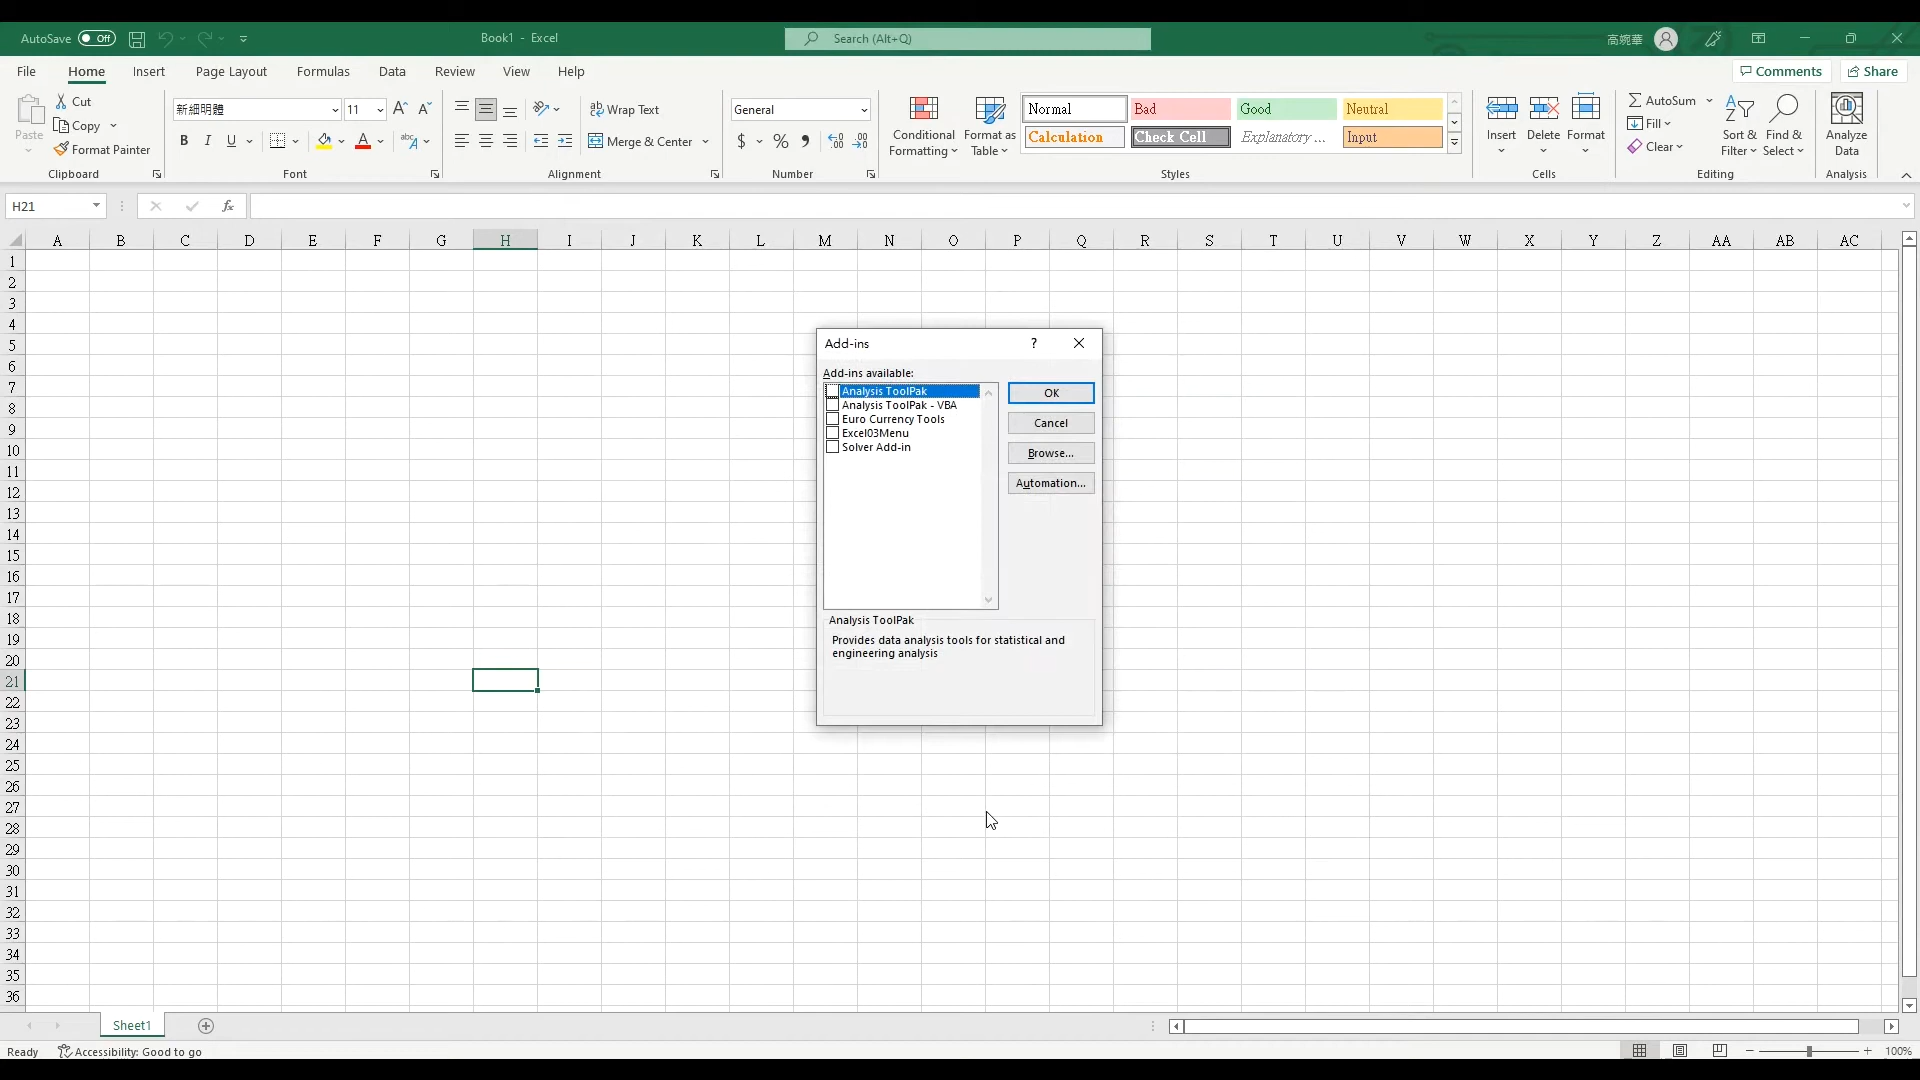 AutoSave Off
Book1 - Excel
Search (Alt+Q)
高婉華
File Home Insert Page Layout Formulas Data Review View Help
Comments Share
Paste
Cut
Copy
Format Painter
Clipboard
新細明體 11
B I U
Font
Wrap Text
Merge & Center
Alignment
General
$ % 9
Number
Conditional Formatting
Format as Table
Normal Bad Good Neutral
Calculation Check Cell Explanatory ... Input
Styles
Insert Delete Format
Cells
AutoSum
Fill
Clear
Sort & Filter
Find & Select
Editing
Analyze Data
Analysis
H21
fx
A B C D E F G H I J K L M N O P Q R S T U V W X Y Z AA AB AC
1
2
3
4
5
6
7
8
9
10
11
12
13
14
15
16
17
18
19
20
21
22
23
24
25
26
27
28
29
30
31
32
33
34
35
36
Add-ins ?
Add-ins available:
Analysis ToolPak
Analysis ToolPak - VBA
Euro Currency Tools
Excel03Menu
Solver Add-in
OK
Cancel
Browse...
Automation...
Analysis ToolPak
Provides data analysis tools for statistical and
engineering analysis
Sheet1
Ready Accessibility: Good to go
100%